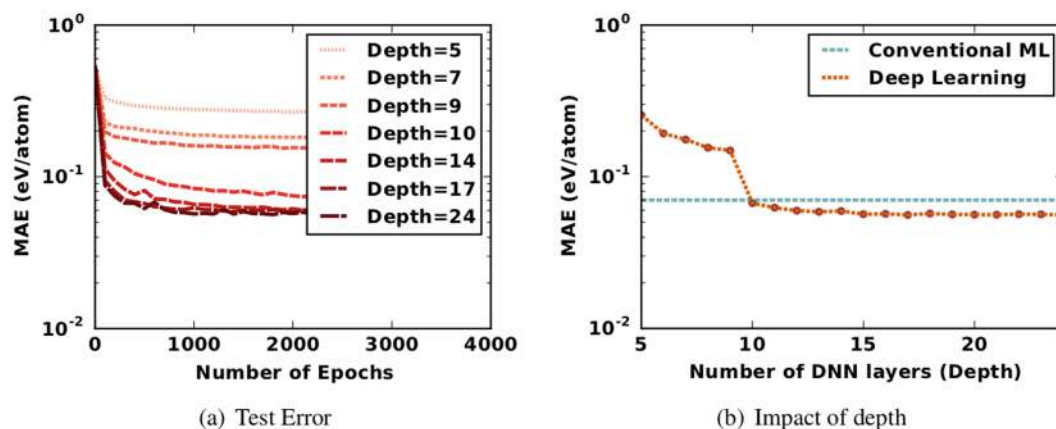 10^0
10^-1
10^-2
MAE (eV/atom)
Depth=5
Depth=7
Depth=9
Depth=10
Depth=14
Depth=17
Depth=24
0 1000 2000 3000 4000
Number of Epochs
(a) Test Error
10^0
10^-1
10^-2
MAE (eV/atom)
Conventional ML
Deep Learning
5 10 15 20
Number of DNN layers (Depth)
(b) Impact of depth